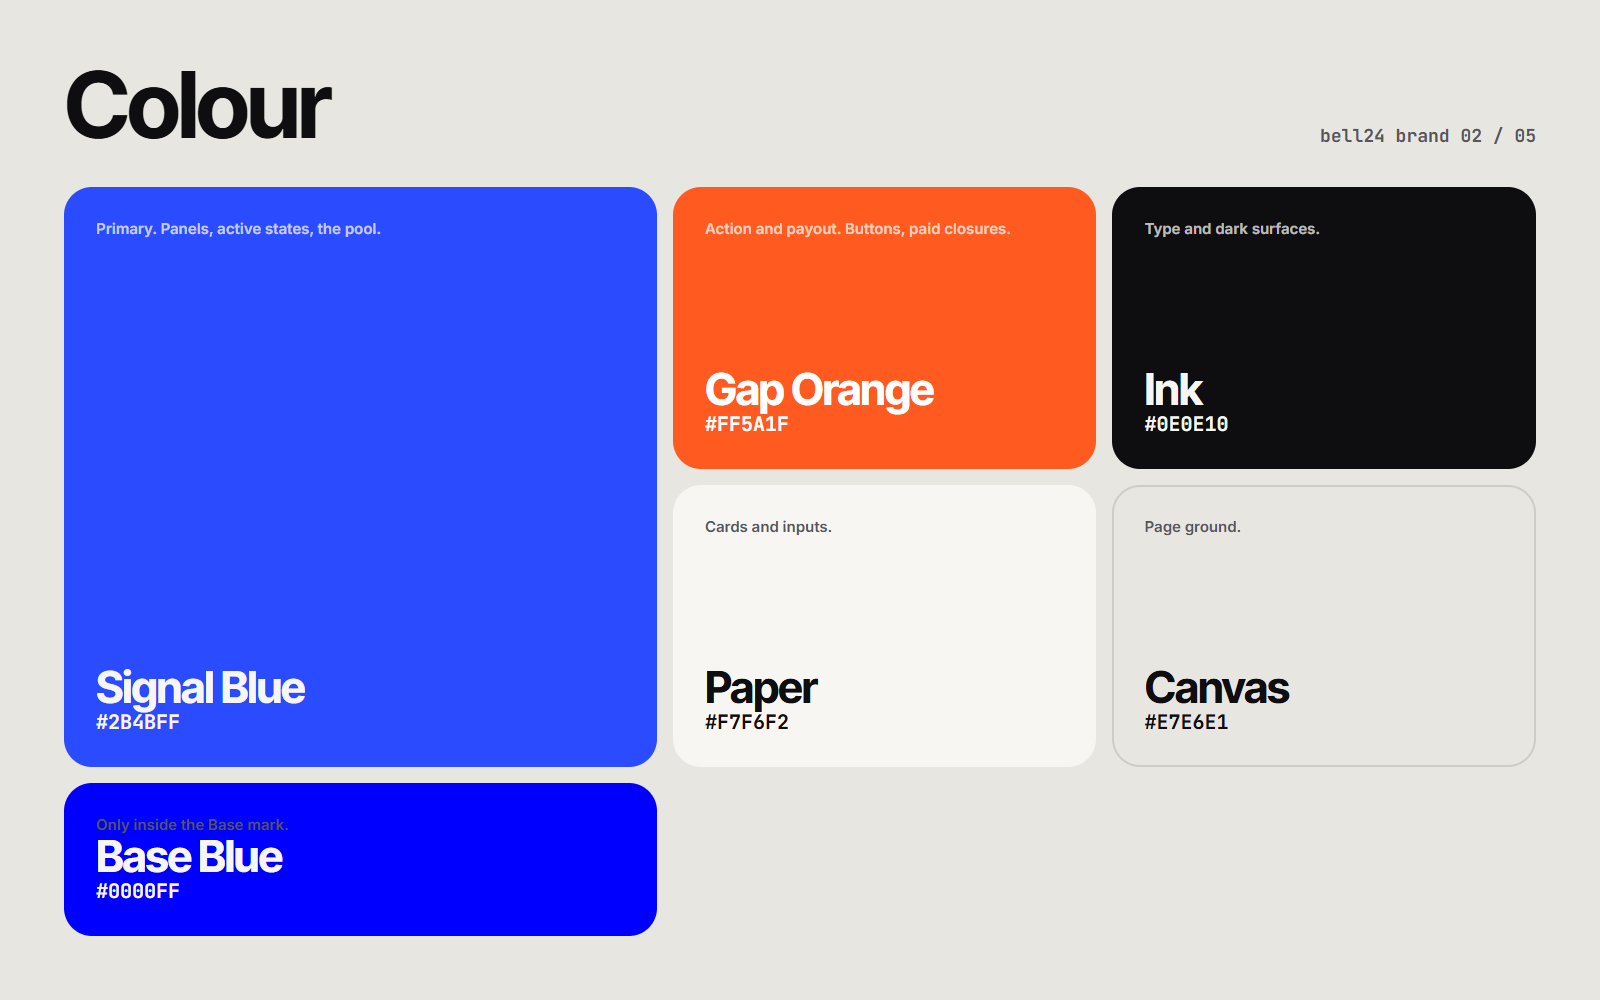 Colour
bell24 brand 02 / 05
Primary. Panels, active states, the pool.
Signal Blue
#2B4BFF
Action and payout. Buttons, paid closures.
Gap Orange
#FF5A1F
Type and dark surfaces.
Ink
#0E0E10
Cards and inputs.
Paper
#F7F6F2
Page ground.
Canvas
#E7E6E1
Only inside the Base mark.
Base Blue
#0000FF